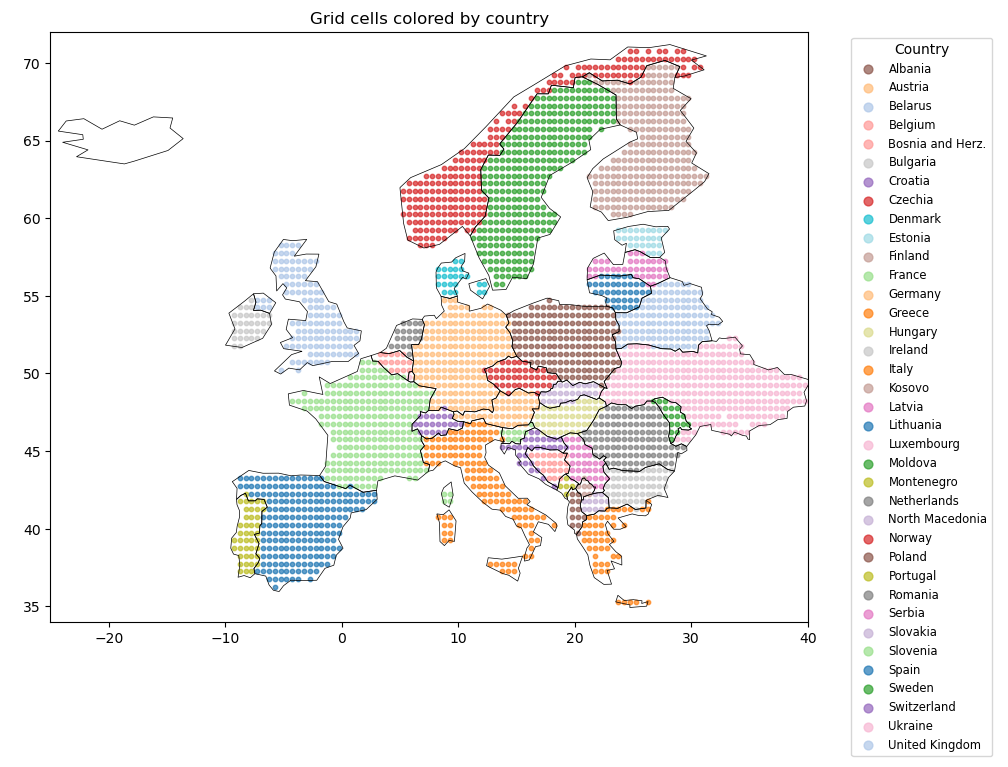 Grid cells colored by country
70
65
60
55
50
45
40
35
−20
−10
0
10
20
30
40
Country
Albania
Austria
Belarus
Belgium
Bosnia and Herz.
Bulgaria
Croatia
Czechia
Denmark
Estonia
Finland
France
Germany
Greece
Hungary
Ireland
Italy
Kosovo
Latvia
Lithuania
Luxembourg
Moldova
Montenegro
Netherlands
North Macedonia
Norway
Poland
Portugal
Romania
Serbia
Slovakia
Slovenia
Spain
Sweden
Switzerland
Ukraine
United Kingdom